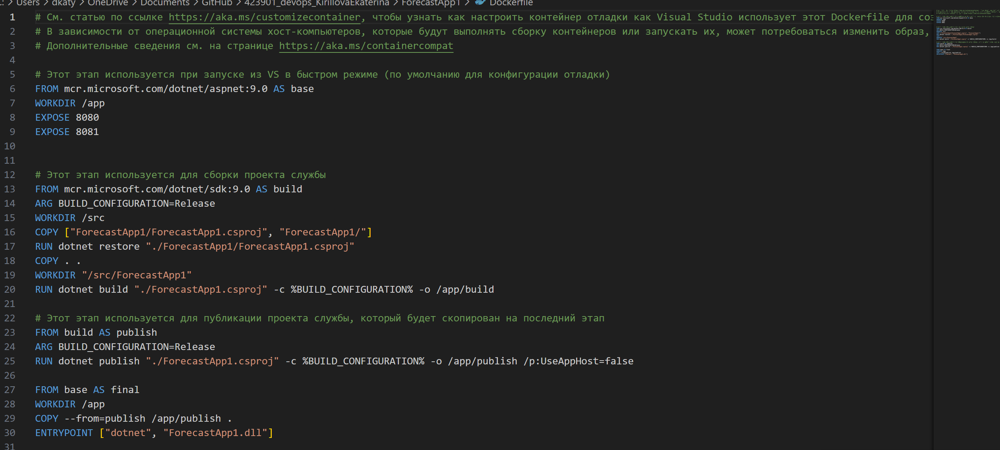 Users > dkaty > OneDrive > Documents > GitHub > 423901_devops_KirillovaEkaterina > ForecastApp1 > Dockerfile
1 # См. статью по ссылке https://aka.ms/customizecontainer, чтобы узнать как настроить контейнер отладки как Visual Studio использует этот Dockerfile для
2 # В зависимости от операционной системы хост-компьютеров, которые будут выполнять сборку контейнеров или запускать их, может потребоваться изменить образ,
3 # Дополнительные сведения см. на странице https://aka.ms/containercompat
4
5 # Этот этап используется при запуске из VS в быстром режиме (по умолчанию для конфигурации отладки)
6 FROM mcr.microsoft.com/dotnet/aspnet:9.0 AS base
7 WORKDIR /app
8 EXPOSE 8080
9 EXPOSE 8081
10
11
12 # Этот этап используется для сборки проекта службы
13 FROM mcr.microsoft.com/dotnet/sdk:9.0 AS build
14 ARG BUILD_CONFIGURATION=Release
15 WORKDIR /src
16 COPY ["ForecastApp1/ForecastApp1.csproj", "ForecastApp1/"]
17 RUN dotnet restore "./ForecastApp1/ForecastApp1.csproj"
18 COPY . .
19 WORKDIR "/src/ForecastApp1"
20 RUN dotnet build "./ForecastApp1.csproj" -c %BUILD_CONFIGURATION% -o /app/build
21
22 # Этот этап используется для публикации проекта службы, который будет скопирован на последний этап
23 FROM build AS publish
24 ARG BUILD_CONFIGURATION=Release
25 RUN dotnet publish "./ForecastApp1.csproj" -c %BUILD_CONFIGURATION% -o /app/publish /p:UseAppHost=false
26
27 FROM base AS final
28 WORKDIR /app
29 COPY --from=publish /app/publish .
30 ENTRYPOINT ["dotnet", "ForecastApp1.dll"]
31